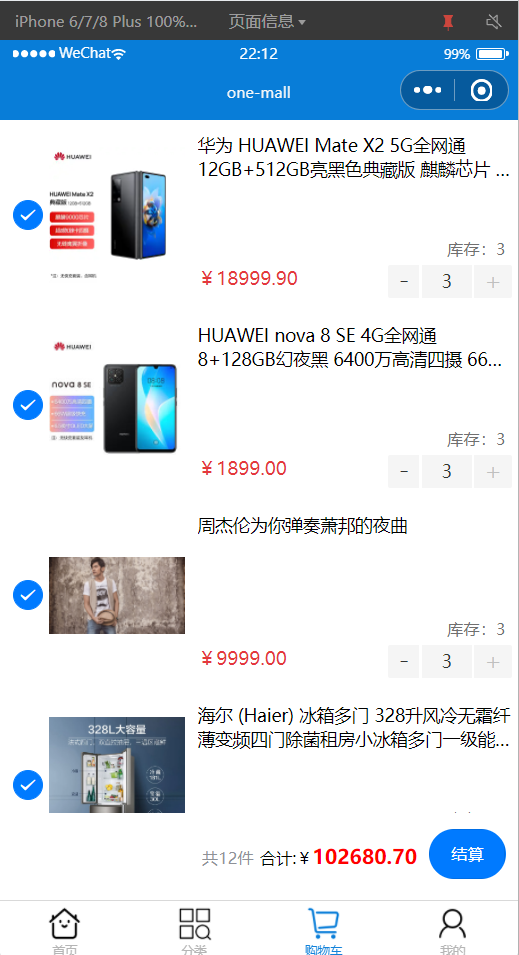 iPhone 6/7/8 Plus 100%...
页面信息
WeChat
22:12
99%
one-mall
华为 HUAWEI Mate X2 5G全网通
12GB+512GB亮黑色典藏版 麒麟芯片 ...
HUAWEI
HUAWEI Mate X2
典藏版
库存：3
￥18999.90
-
3
+
HUAWEI nova 8 SE 4G全网通
8+128GB幻夜黑 6400万高清四摄 66...
HUAWEI
nova 8 SE
08:08
库存：3
￥1899.00
-
3
+
周杰伦为你弹奏萧邦的夜曲
库存：3
￥9999.00
-
3
+
海尔 (Haier) 冰箱多门 328升风冷无霜纤
薄变频四门除菌租房小冰箱多门一级能...
328L大容量
共12件 合计:￥102680.70
结算
首页
分类
购物车
我的